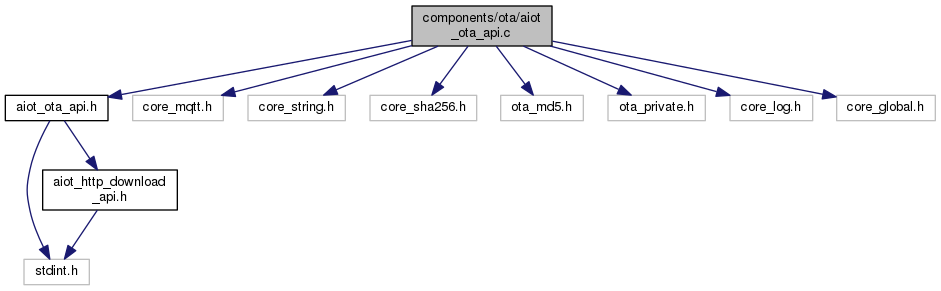 components/ota/aiot
_ota_api.c
aiot_ota_api.h
core_mqtt.h
core_string.h
core_sha256.h
ota_md5.h
ota_private.h
core_log.h
core_global.h
aiot_http_download
_api.h
stdint.h